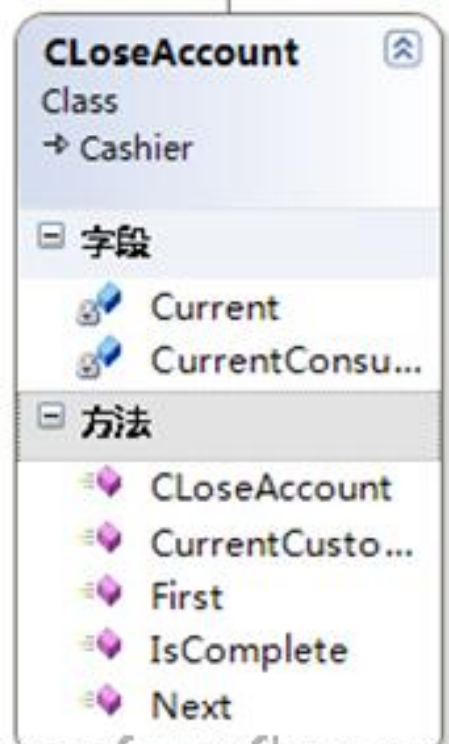 CLoseAccount
Class
Cashier
字段
Current
CurrentConsu...
方法
CLoseAccount
CurrentCusto...
First
IsComplete
Next